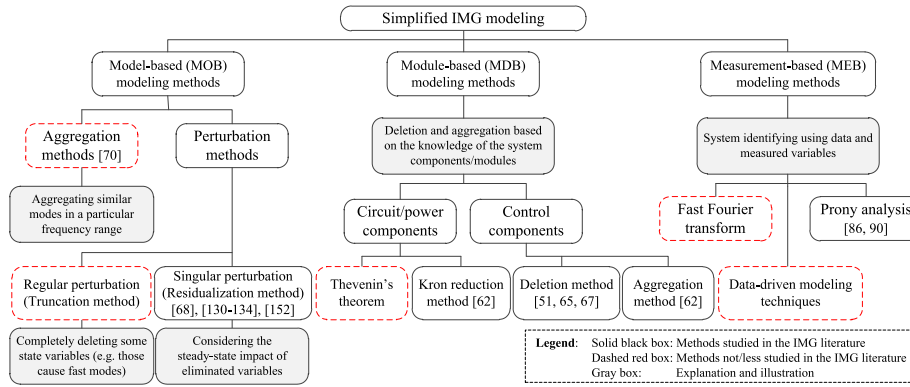 Simplified IMG modeling
Model-based (MOB)
modeling methods
Module-based (MDB)
modeling methods
Measurement-based (MEB)
modeling methods
Aggregation
methods [70]
Perturbation
methods
Deletion and aggregation based
on the knowledge of the system
components/modules
System identifying using data and
measured variables
Aggregating similar
modes in a particular
frequency range
Circuit/power
components
Control
components
Fast Fourier
transform
Prony analysis
[86, 90]
Regular perturbation
(Truncation method)
Singular perturbation
(Residualization method)
[68], [130-134], [152]
Thevenin's
theorem
Kron reduction
method [62]
Deletion method
[51, 65, 67]
Aggregation
method [62]
Data-driven modeling
techniques
Completely deleting some
state variables (e.g. those
cause fast modes)
Considering the
steady-state impact of
eliminated variables
Legend: Solid black box: Methods studied in the IMG literature
Dashed red box: Methods not/less studied in the IMG literature
Gray box: Explanation and illustration